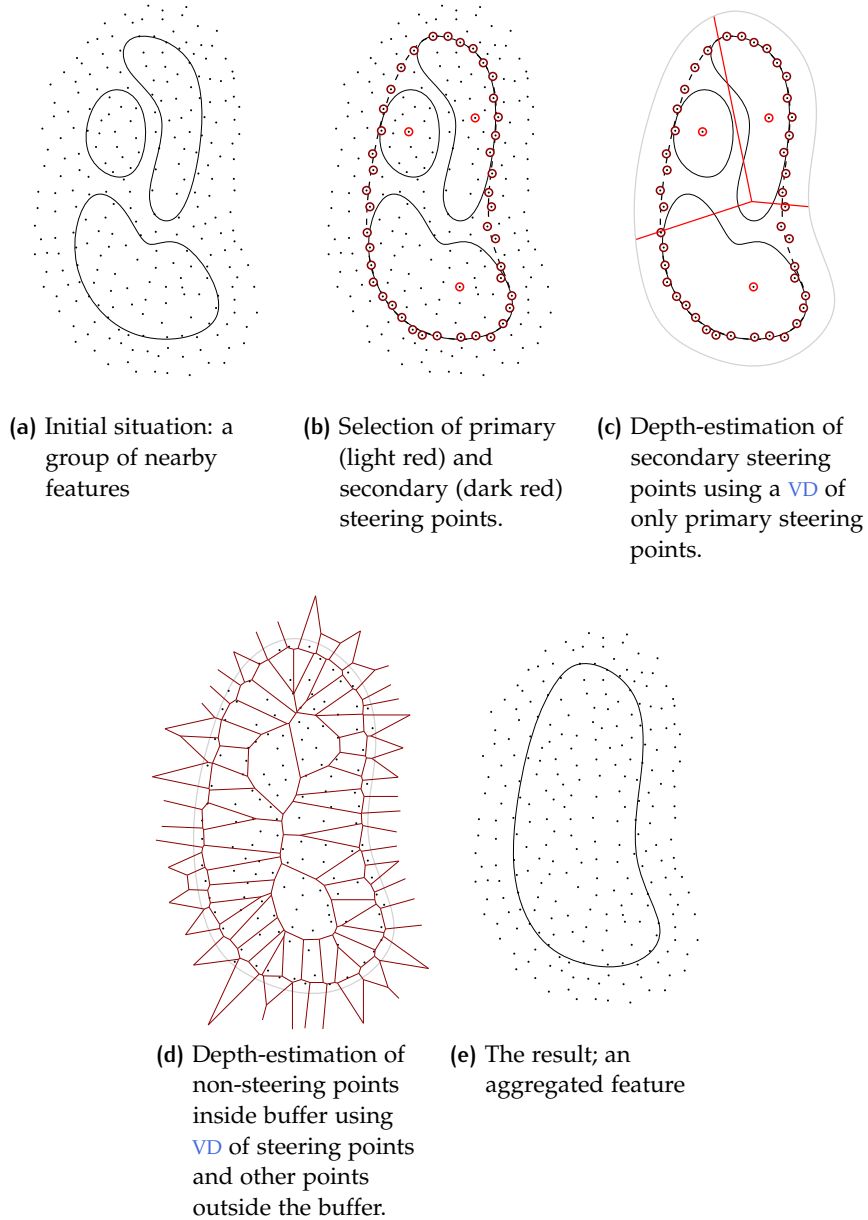 (a) Initial situation: a
group of nearby
features
(b) Selection of primary
(light red) and
secondary (dark red)
steering points.
(c) Depth-estimation of
secondary steering
points using a VD of
only primary steering
points.
(d) Depth-estimation of
non-steering points
inside buffer using
VD of steering points
and other points
outside the buffer.
(e) The result; an
aggregated feature